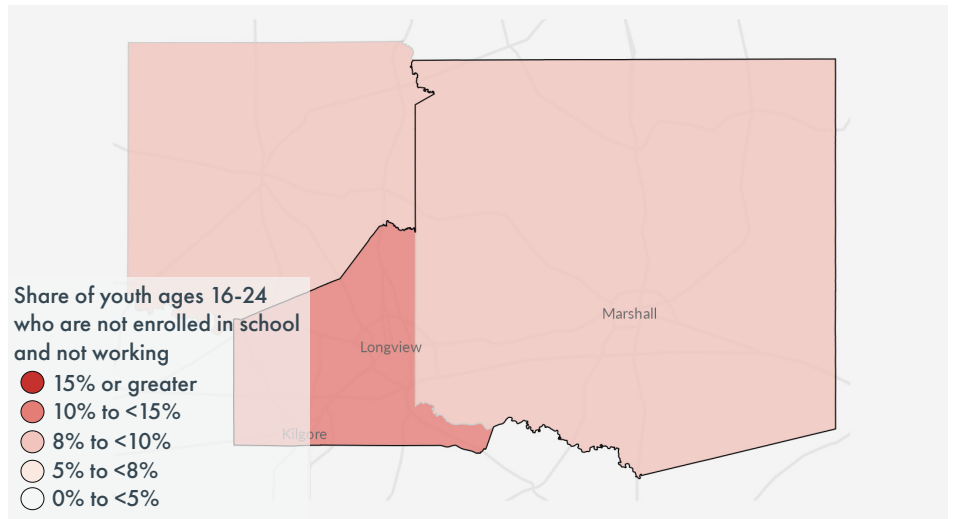 Marshall
Longview
Kilgore
Share of youth ages 16-24
who are not enrolled in school
and not working
15% or greater
10% to <15%
8% to <10%
5% to <8%
0% to <5%